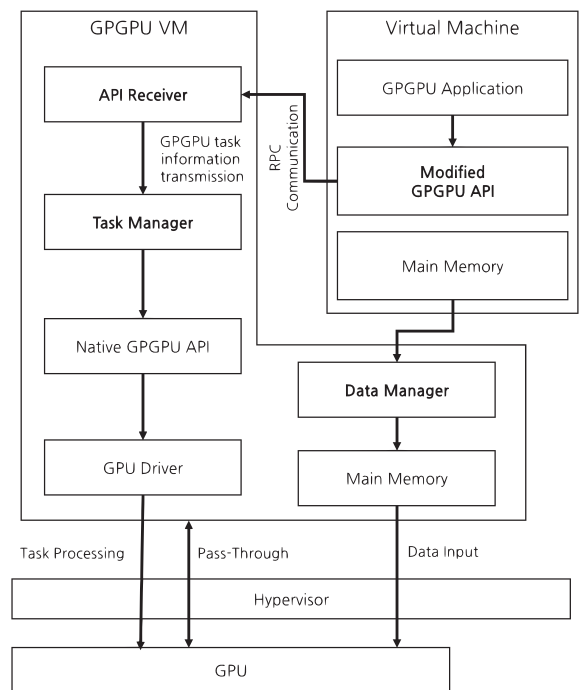 GPGPU VM
Virtual Machine
API Receiver
GPGPU Application
GPGPU task
information
transmission
RPC
Communication
Modified
GPGPU API
Task Manager
Main Memory
Native GPGPU API
Data Manager
GPU Driver
Main Memory
Task Processing
Pass-Through
Data Input
Hypervisor
GPU